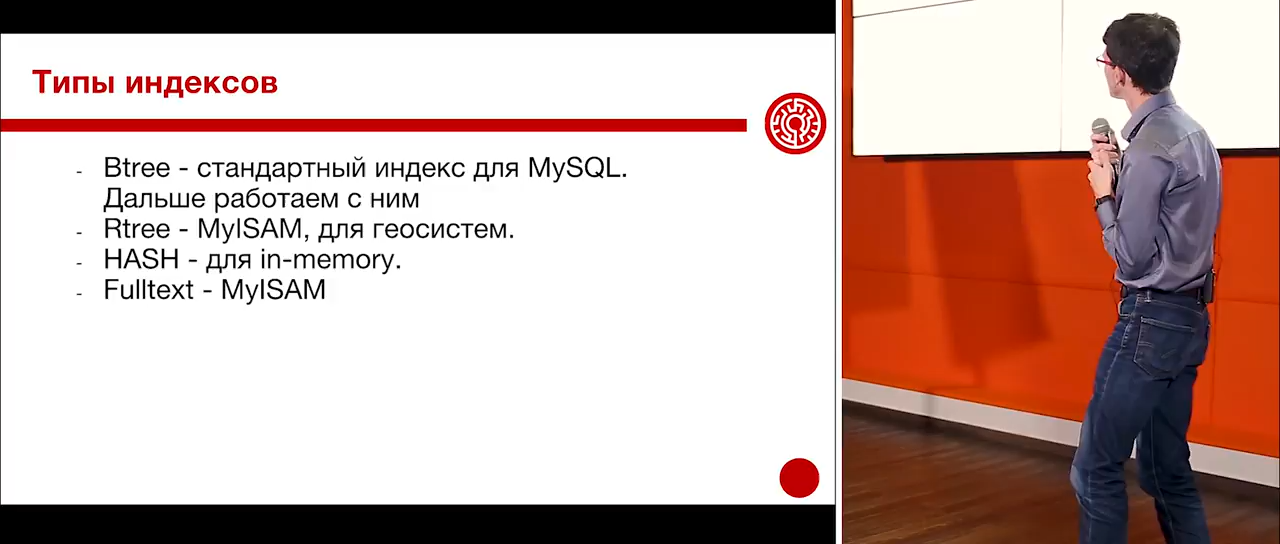 Типы индексов
- Btree - стандартный индекс для MySQL.
Дальше работаем с ним
- Rtree - MyISAM, для геосистем.
- HASH - для in-memory.
- Fulltext - MyISAM